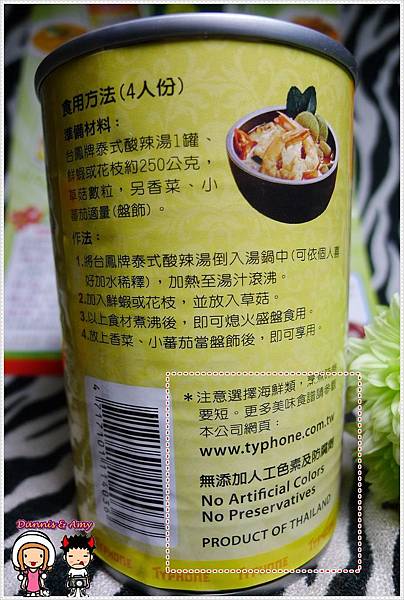 食用方法(4人份)
準備材料：
台鳳牌泰式酸辣湯1罐、
鮮蝦或花枝約250公克，
草菇數粒，另香菜、小
蕃茄適量(盤飾)。
作法：
1.將台鳳牌泰式酸辣湯倒入湯鍋中(可依個人喜
好加水稀釋)，加熱至湯汁滾沸。
2.加入鮮蝦或花枝，並放入草菇。
3.以上食材煮沸後，即可熄火盛盤食用。
4.放上香菜、小蕃茄當盤飾後，即可享用。
＊注意選擇海鮮類，烹
要短。更多美味食譜請參觀
本公司網頁：
www.typhone.com.tw
無添加人工色素及防腐劑
No Artificial Colors
No Preservatives
PRODUCT OF THAILAND
TYPHONE TYPHONE
Dannis & Amy